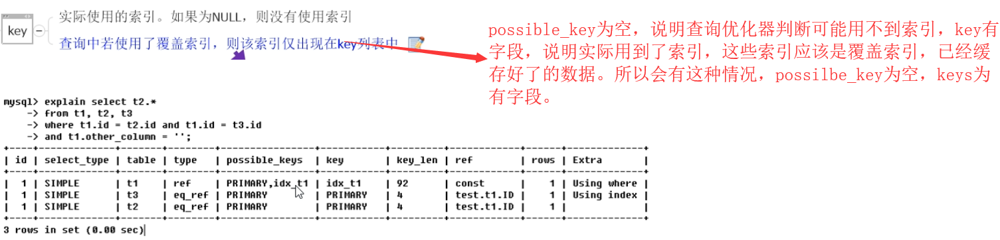 实际使用的索引。如果为NULL，则没有使用索引
key
查询中若使用了覆盖索引，则该索引仅出现在key列表中
possible_key为空，说明查询优化器判断可能用不到索引，key有
字段，说明实际用到了索引，这些索引应该是覆盖索引，已经缓
存好了的数据。所以会有这种情况，possilbe_key为空，keys为
有字段。
mysql> explain select t2.*
    -> from t1, t2, t3
    -> where t1.id = t2.id and t1.id = t3.id
    -> and t1.other_column = '';
+----+-------------+-------+--------+----------------+---------+---------+------------+------+-------------+
| id | select_type | table | type   | possible_keys  | key     | key_len | ref        | rows | Extra       |
+----+-------------+-------+--------+----------------+---------+---------+------------+------+-------------+
|  1 | SIMPLE      | t1    | ref    | PRIMARY,idx_t1 | idx_t1  | 92      | const      |    1 | Using where |
|  1 | SIMPLE      | t3    | eq_ref | PRIMARY        | PRIMARY | 4       | test.t1.ID |    1 | Using index |
|  1 | SIMPLE      | t2    | eq_ref | PRIMARY        | PRIMARY | 4       | test.t1.ID |    1 |             |
+----+-------------+-------+--------+----------------+---------+---------+------------+------+-------------+
3 rows in set (0.00 sec)